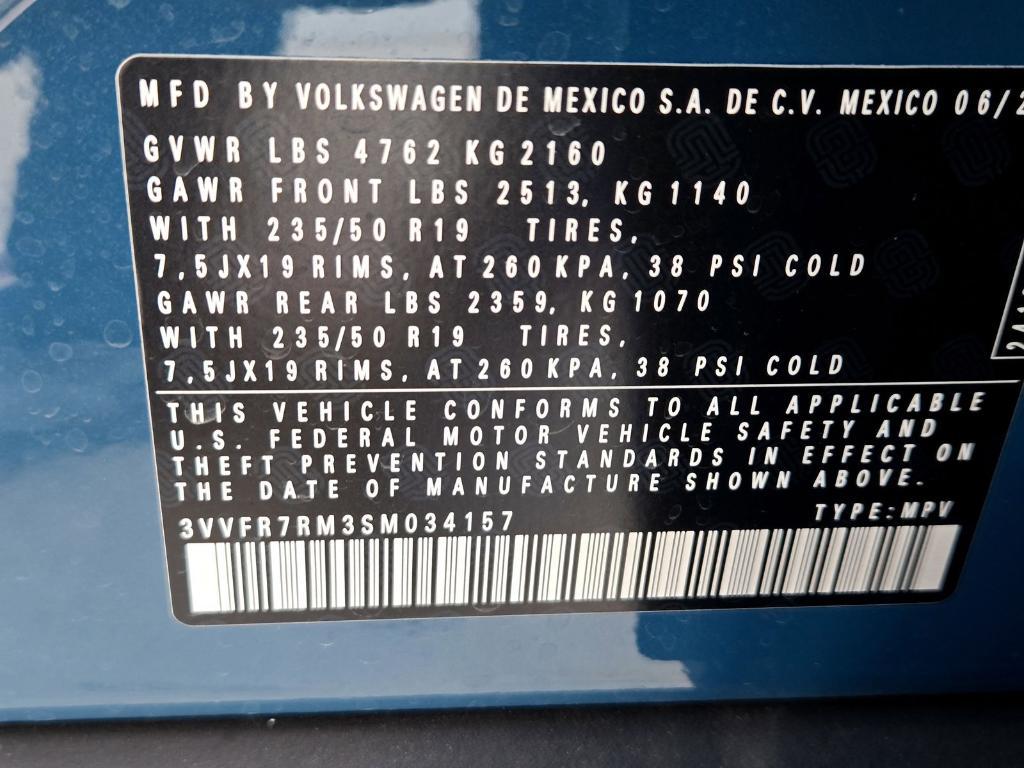 MFD BY VOLKSWAGEN DE MEXICO S.A. DE C.V. MEXICO 06/2
GVWR LBS 4762 KG 2160
GAWR FRONT LBS 2513, KG 1140
WITH 235/50 R19 TIRES,
7,5JX19 RIMS, AT 260 KPA, 38 PSI COLD
GAWR REAR LBS 2359, KG 1070
WITH 235/50 R19 TIRES,
7,5JX19 RIMS, AT 260 KPA, 38 PSI COLD
THIS VEHICLE CONFORMS TO ALL APPLICABLE
U.S. FEDERAL MOTOR VEHICLE SAFETY AND
THEFT PREVENTION STANDARDS IN EFFECT ON
THE DATE OF MANUFACTURE SHOWN ABOVE.
3VVFR7RM3SM034157 TYPE:MPV